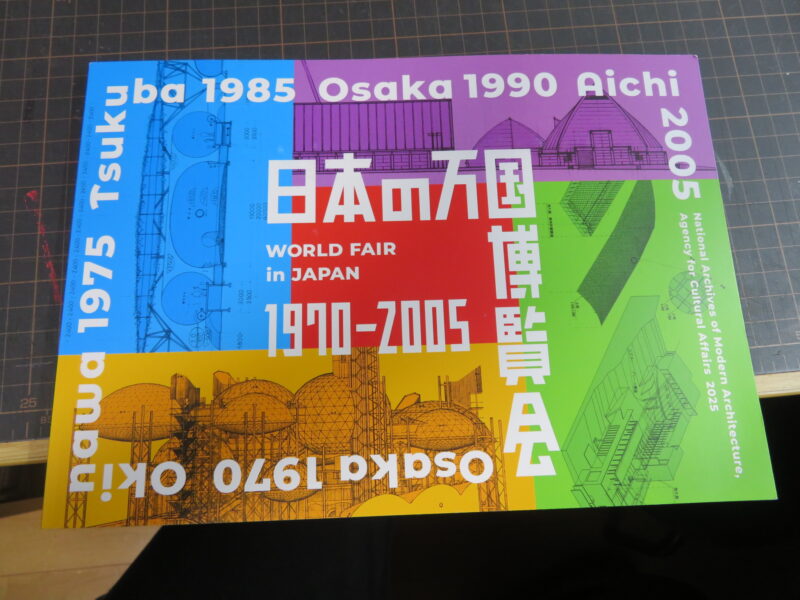 Osaka 1970 Okinawa 1975 Tsukuba 1985 Osaka 1990 Aichi 2005
日本の万国博覧会
WORLD FAIR
in JAPAN
1970–2005
National Archives of Modern Architecture,
Agency for Cultural Affairs 2025
25